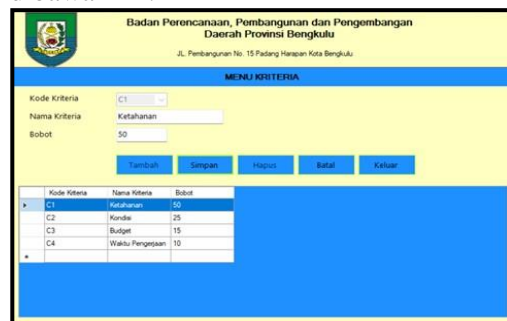 Badan Perencanaan, Pembangunan dan Pengembangan
Daerah Provinsi Bengkulu
JL. Pembangunan No. 15 Padang Harapan Kota Bengkulu
MENU KRITERIA
Kode Kriteria C1
Nama Kriteria Ketahanan
Bobot 50
Tambah Simpan Hapus Batal Keluar
Kode Kriteria Nama Kriteria Bobot
C1 Ketahanan 50
C2 Kondisi 25
C3 Budget 15
C4 Waktu Pengerjaan 10